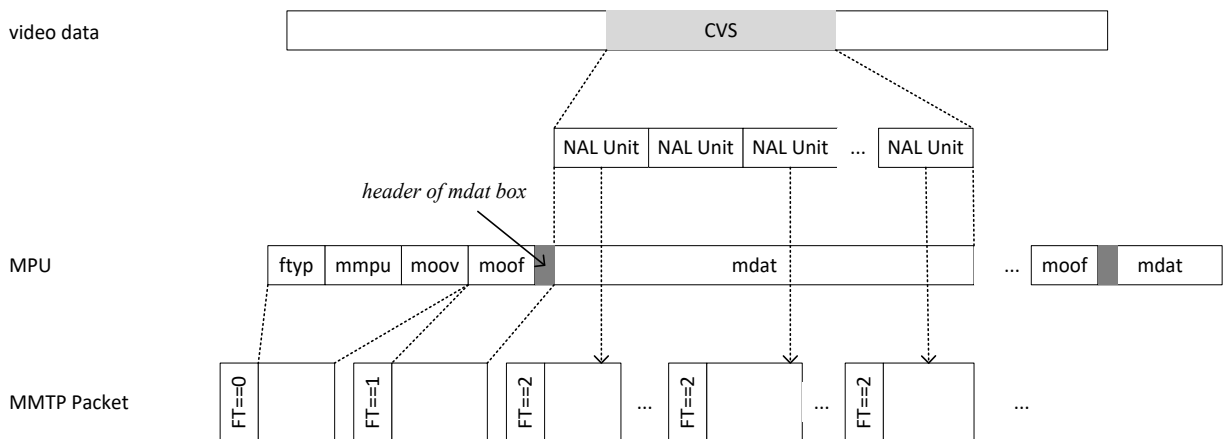 video data
CVS
NAL Unit NAL Unit NAL Unit ... NAL Unit
header of mdat box
MPU
ftyp mmpu moov moof mdat ... moof mdat
MMTP Packet
FT==0 FT==1 FT==2 ... FT==2 ... FT==2 ...